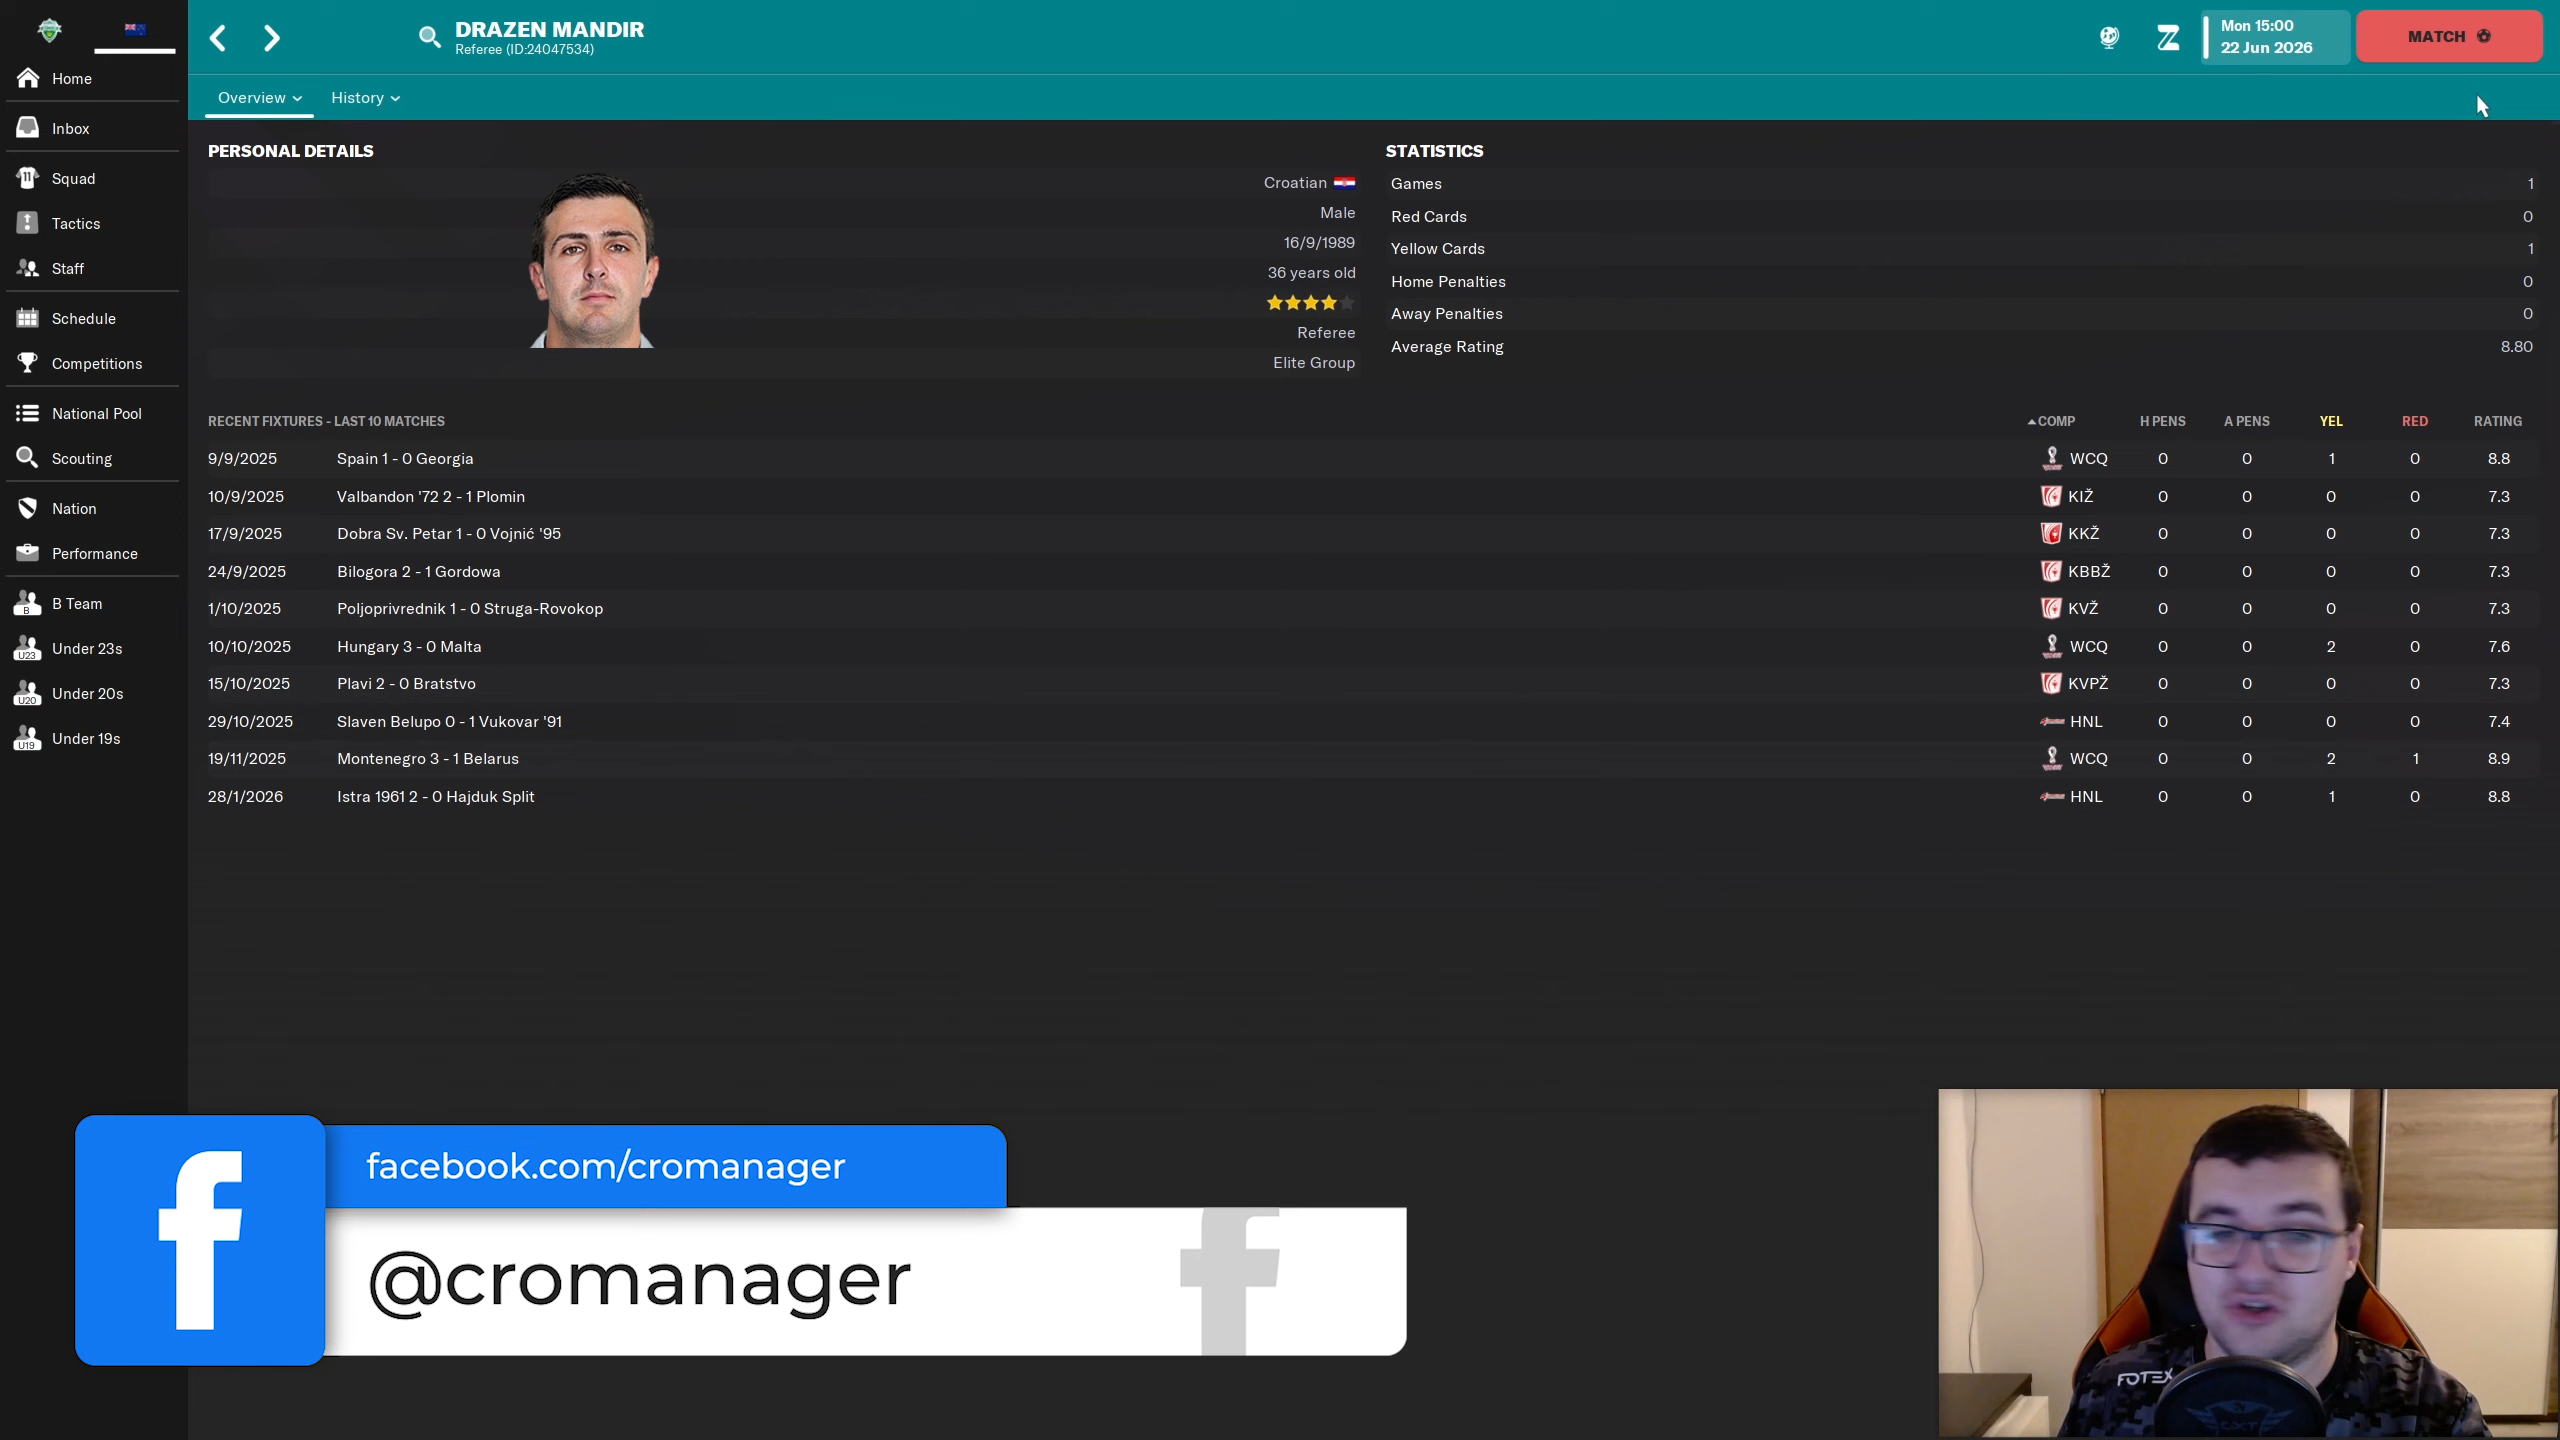 DRAZEN MANDIR
Referee (ID:24047534)
Mon 15:00
22 Jun 2026
MATCH
Overview
History
Home
Inbox
Squad
Tactics
Staff
Schedule
Competitions
National Pool
Scouting
Nation
Performance
B
B Team
U23
Under 23s
U20
Under 20s
U19
Under 19s
PERSONAL DETAILS
Croatian
Male
16/9/1989
36 years old
Referee
Elite Group
STATISTICS
Games 1
Red Cards 0
Yellow Cards 1
Home Penalties 0
Away Penalties 0
Average Rating 8.80
RECENT FIXTURES - LAST 10 MATCHES COMP H PENS A PENS YEL RED RATING
9/9/2025 Spain 1 - 0 Georgia WCQ 0 0 1 0 8.8
10/9/2025 Valbandon '72 2 - 1 Plomin KIŽ 0 0 0 0 7.3
17/9/2025 Dobra Sv. Petar 1 - 0 Vojnić '95 KKŽ 0 0 0 0 7.3
24/9/2025 Bilogora 2 - 1 Gordowa KBBŽ 0 0 0 0 7.3
1/10/2025 Poljoprivrednik 1 - 0 Struga-Rovokop KVŽ 0 0 0 0 7.3
10/10/2025 Hungary 3 - 0 Malta WCQ 0 0 2 0 7.6
15/10/2025 Plavi 2 - 0 Bratstvo KVPŽ 0 0 0 0 7.3
29/10/2025 Slaven Belupo 0 - 1 Vukovar '91 HNL 0 0 0 0 7.4
19/11/2025 Montenegro 3 - 1 Belarus WCQ 0 0 2 1 8.9
28/1/2026 Istra 1961 2 - 0 Hajduk Split HNL 0 0 1 0 8.8
facebook.com/cromanager
@cromanager
FOTEX